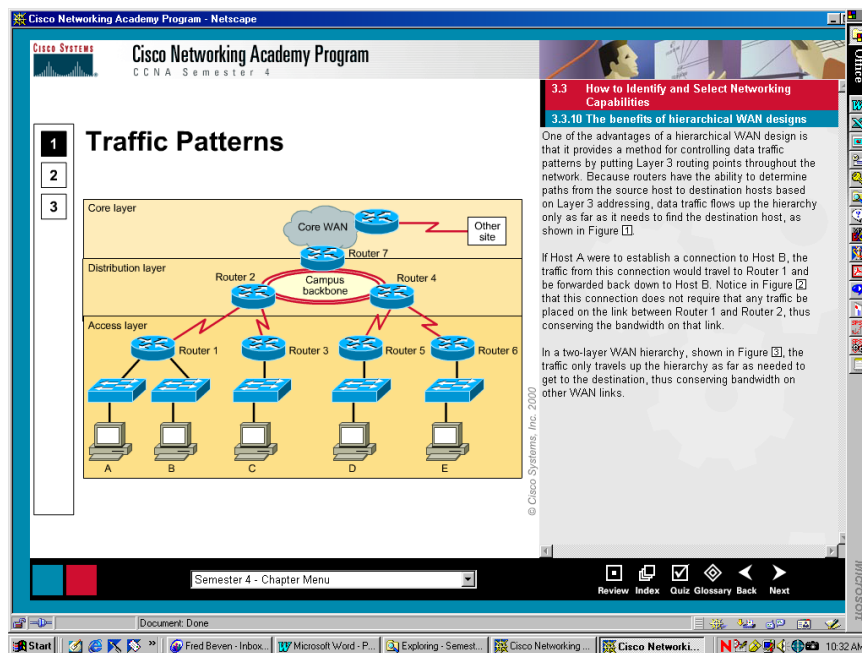 Cisco Networking Academy Program - Netscape
CISCO SYSTEMS
Cisco Networking Academy Program
CCNA Semester 4
3.3 How to Identify and Select Networking
Capabilities
3.3.10 The benefits of hierarchical WAN designs
1
2
3
Traffic Patterns
Core layer
Core WAN
Other
site
Router 7
Distribution layer
Router 2
Campus
backbone
Router 4
Access layer
Router 1
Router 3
Router 5
Router 6
A
B
C
D
E
© Cisco Systems, Inc. 2000
One of the advantages of a hierarchical WAN design is
that it provides a method for controlling data traffic
patterns by putting Layer 3 routing points throughout the
network. Because routers have the ability to determine
paths from the source host to destination hosts based
on Layer 3 addressing, data traffic flows up the hierarchy
only as far as it needs to find the destination host, as
shown in Figure 1.
If Host A were to establish a connection to Host B, the
traffic from this connection would travel to Router 1 and
be forwarded back down to Host B. Notice in Figure 2
that this connection does not require that any traffic be
placed on the link between Router 1 and Router 2, thus
conserving the bandwidth on that link.
In a two-layer WAN hierarchy, shown in Figure 3, the
traffic only travels up the hierarchy as far as needed to
get to the destination, thus conserving bandwidth on
other WAN links.
Semester 4 - Chapter Menu
Review Index Quiz Glossary Back Next
Document: Done
Office
Microsoft
Start
Fred Beven - Inbox...
Microsoft Word - P...
Exploring - Semest...
Cisco Networking ...
Cisco Networki...
10:32 AM